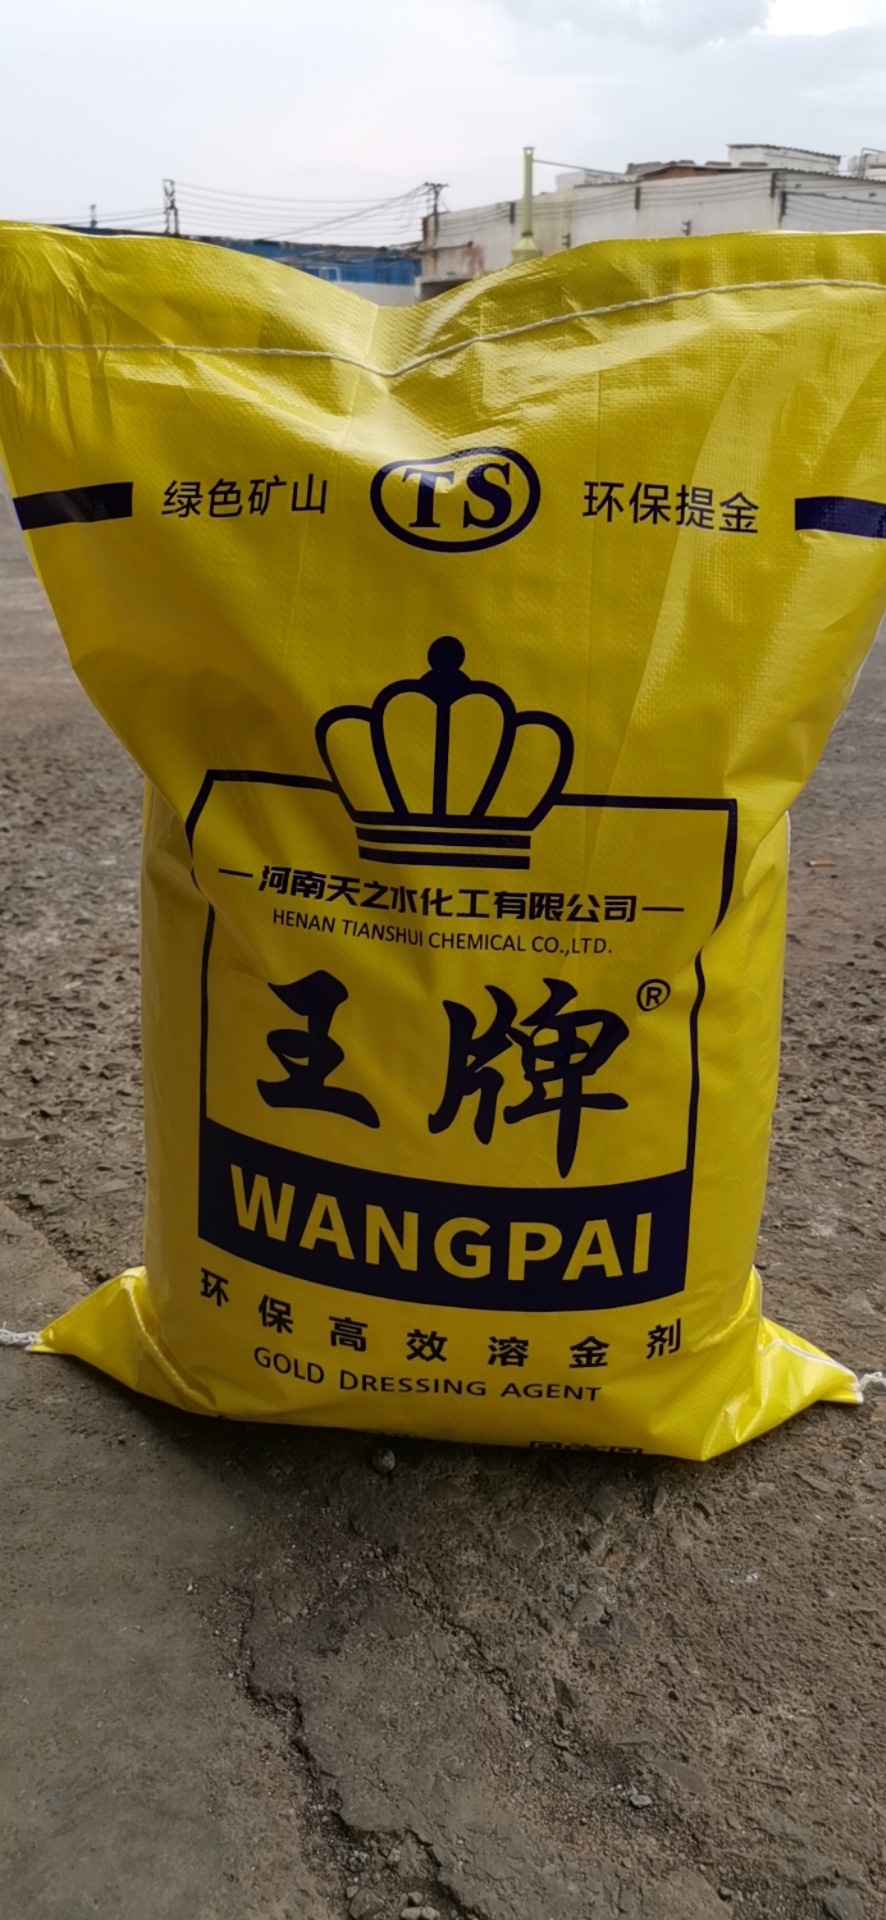 绿色矿山 TS 环保提金
河南天之水化工有限公司
HENAN TIANSHUI CHEMICAL CO.,LTD.
王牌®
WANGPAI
环保高效溶金剂
GOLD DRESSING AGENT